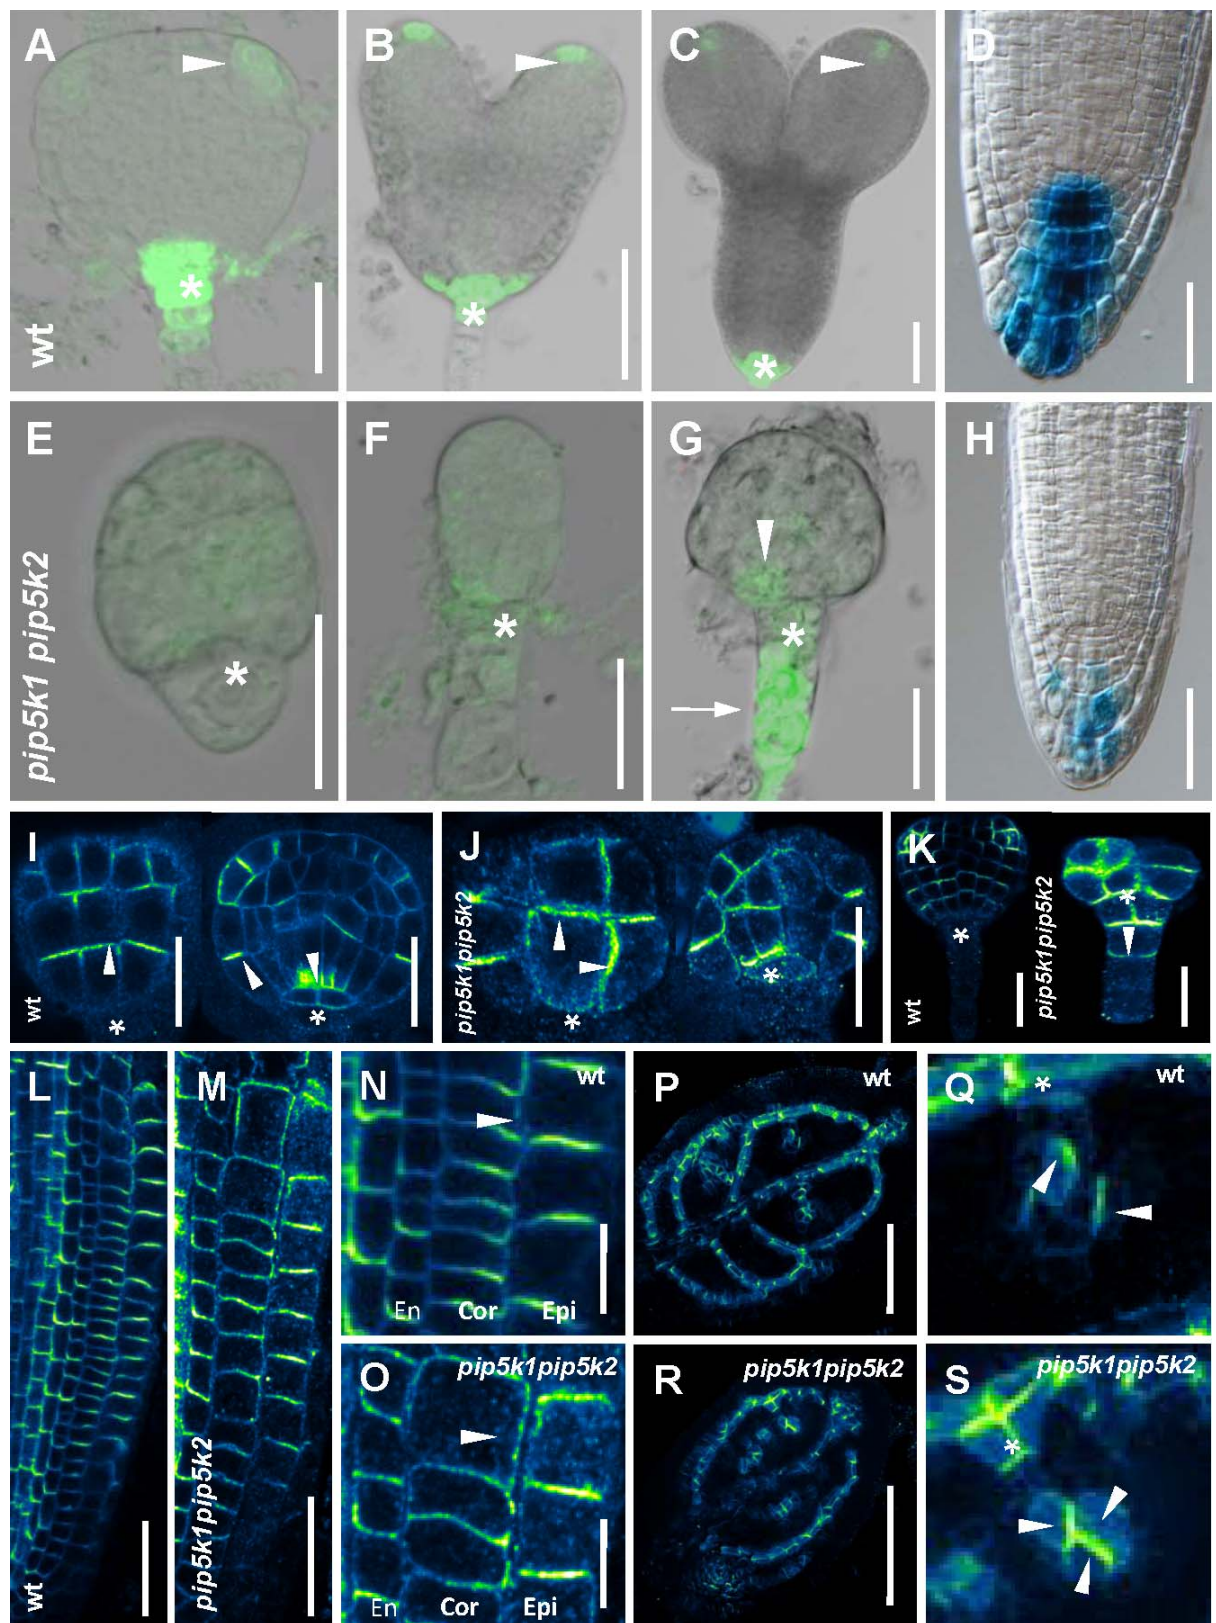 A B C D
wt
* * *
E F G H
pip5k1 pip5k2
* * *
I J K
wt * * pip5k1pip5k2 * * wt * pip5k1pip5k2 *
L M N wt P wt Q wt
*
En Cor Epi
O pip5k1pip5k2 R pip5k1pip5k2 S pip5k1pip5k2
*
wt pip5k1pip5k2 En Cor Epi